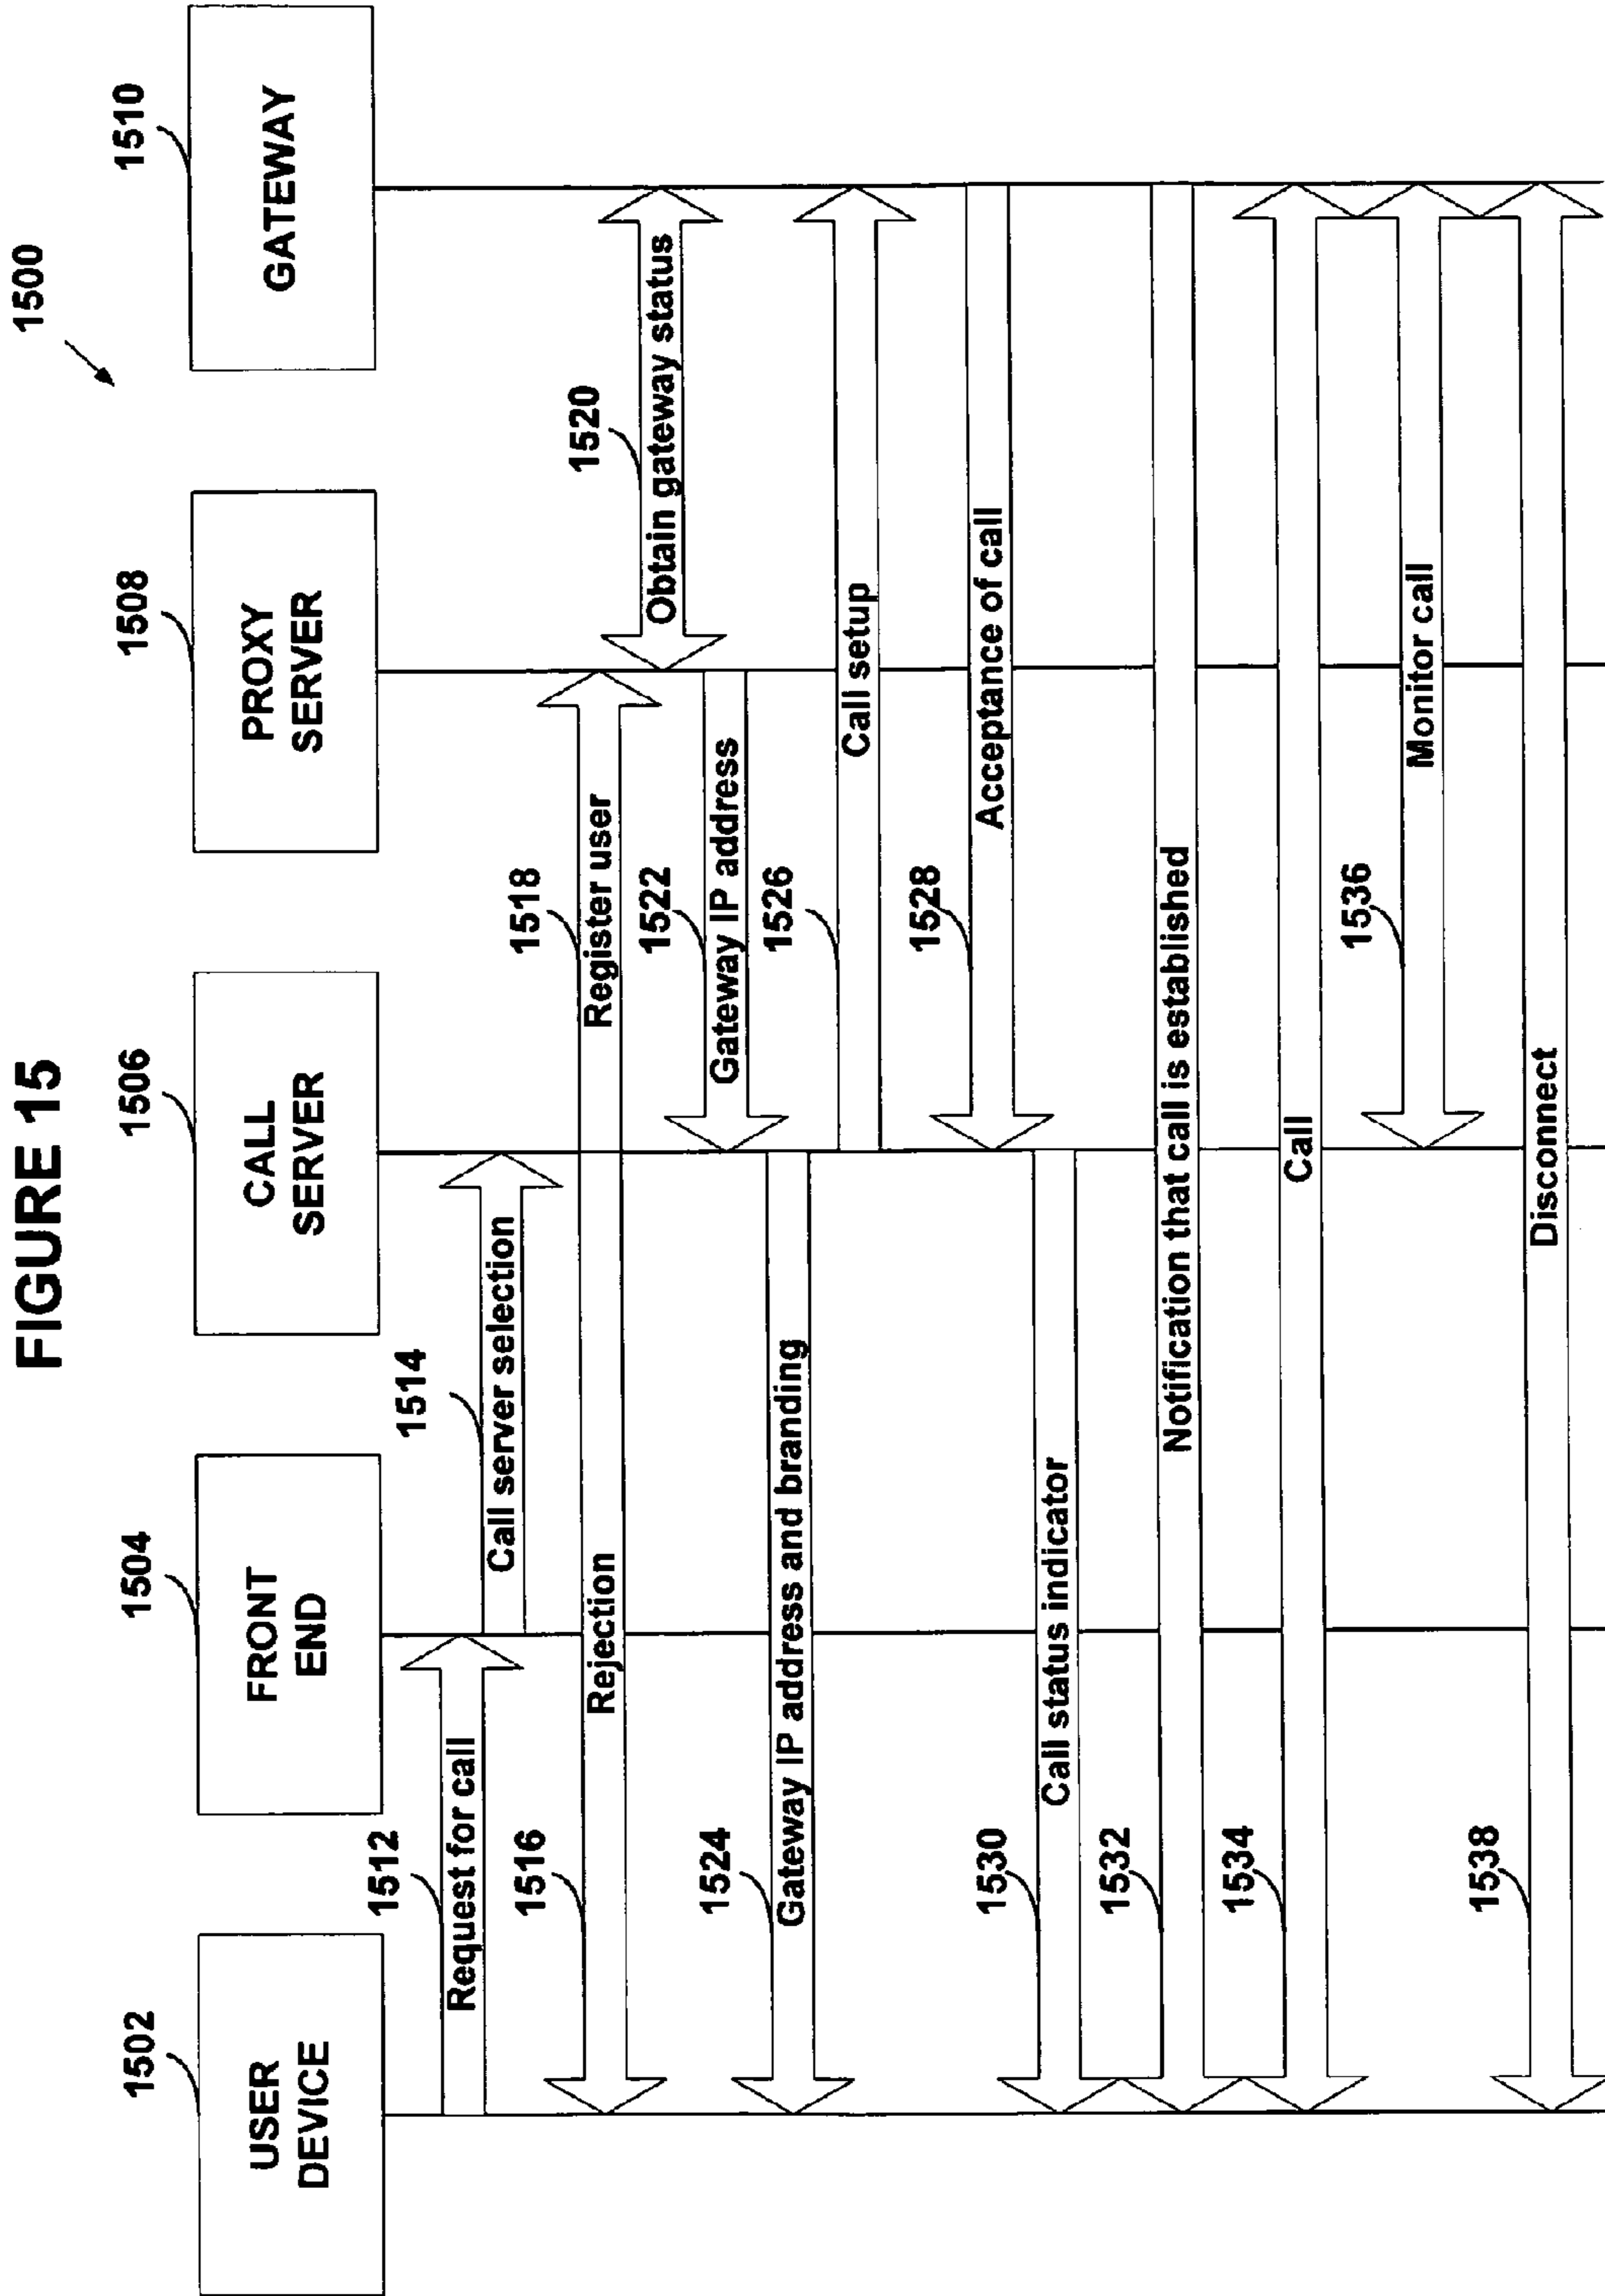 FIGURE 15
1500
1502
USER
DEVICE
1504
FRONT
END
1506
CALL
SERVER
1508
PROXY
SERVER
1510
GATEWAY
1512
Request for call
1514
Call server selection
1516
Rejection
1518
Register user
1520
Obtain gateway status
1522
Gateway IP address
1524
Gateway IP address and branding
1526
Call setup
1528
Acceptance of call
1530
Call status indicator
1532
Notification that call is established
1534
Call
1536
Monitor call
1538
Disconnect